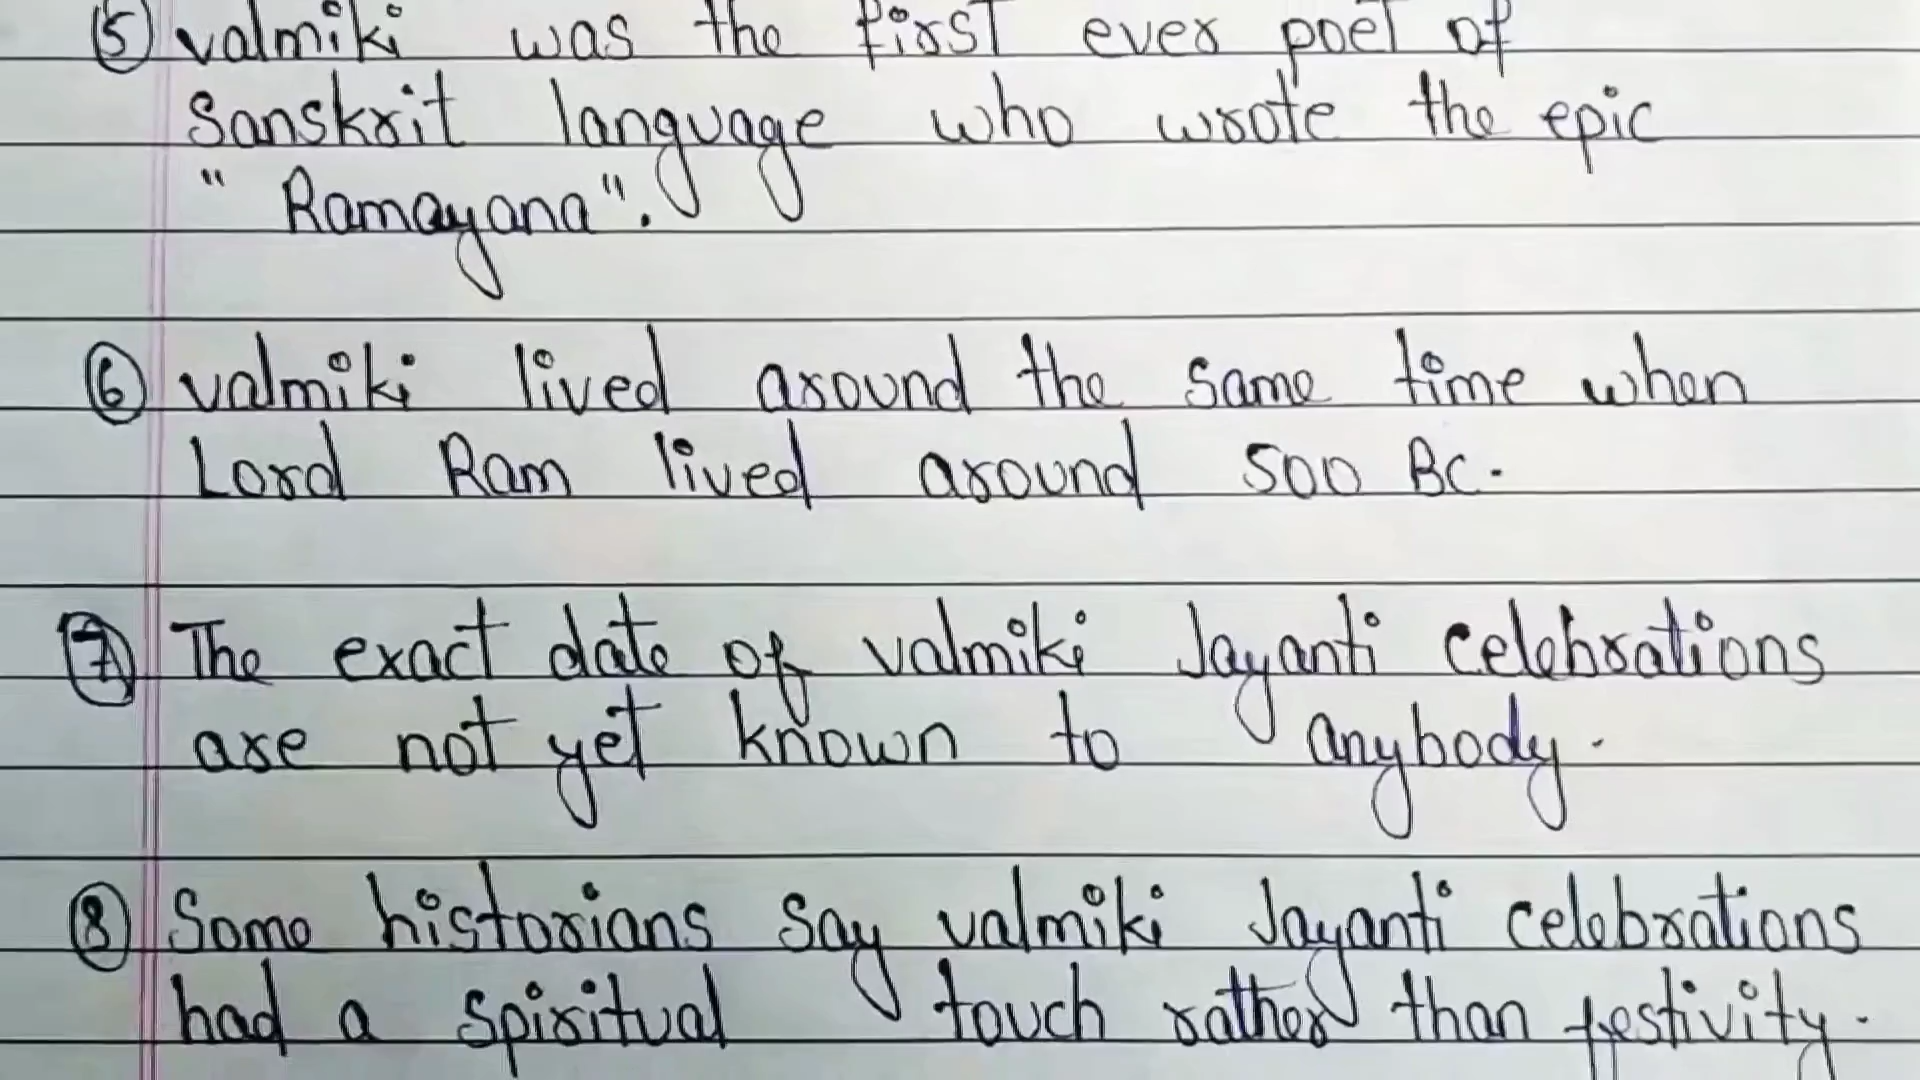 ⑤ valmiki was the first ever poet of
Sanskrit language who wrote the epic
" Ramayana".
⑥ valmiki lived around the same time when
Lord Ram lived around 500 BC.
⑦ The exact date of valmiki Jayanti celebrations
are not yet known to anybody.
⑧ Some historians say valmiki Jayanti celebrations
had a spiritual touch rather than festivity.